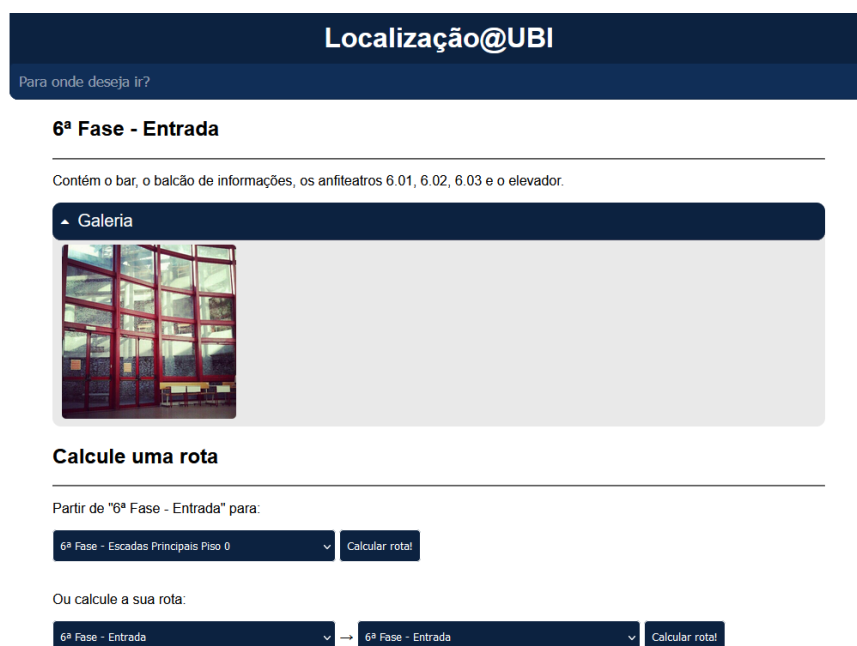 Localização@UBI
Para onde deseja ir?
6ª Fase - Entrada
Contém o bar, o balcão de informações, os anfiteatros 6.01, 6.02, 6.03 e o elevador.
Galeria
Calcule uma rota
Partir de "6ª Fase - Entrada" para:
6ª Fase - Escadas Principais Piso 0 Calcular rota!
Ou calcule a sua rota:
6ª Fase - Entrada → 6ª Fase - Entrada Calcular rota!